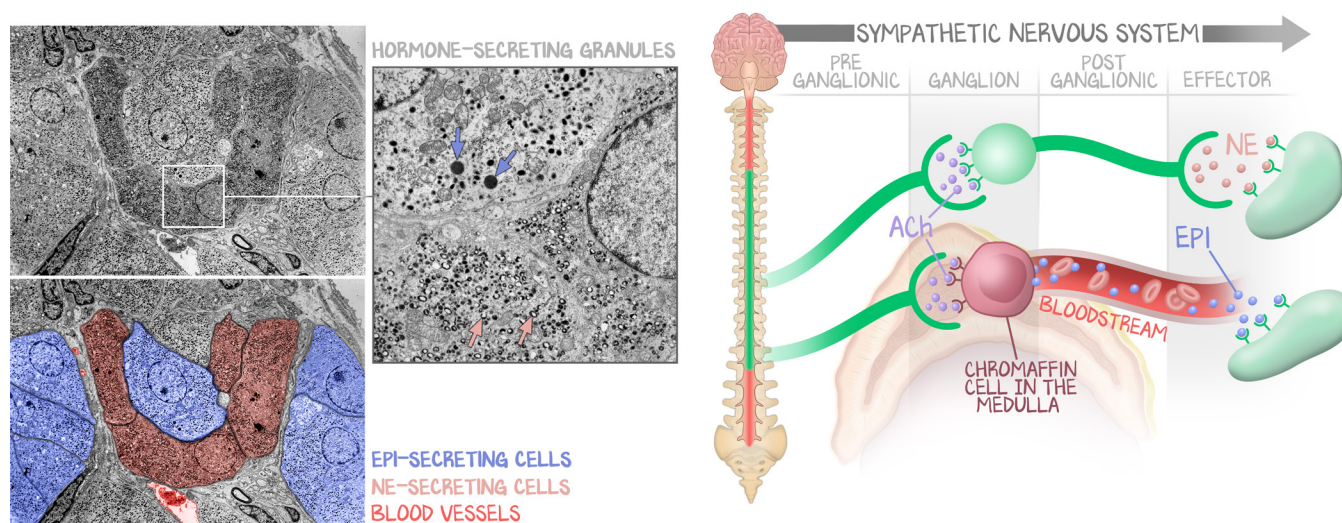 HORMONE-SECRETING GRANULES
EPI-SECRETING CELLS
NE-SECRETING CELLS
BLOOD VESSELS
SYMPATHETIC NERVOUS SYSTEM
PRE
GANGLIONIC
GANGLION
POST
GANGLIONIC
EFFECTOR
NE
ACh
EPI
BLOODSTREAM
CHROMAFFIN
CELL IN THE
MEDULLA